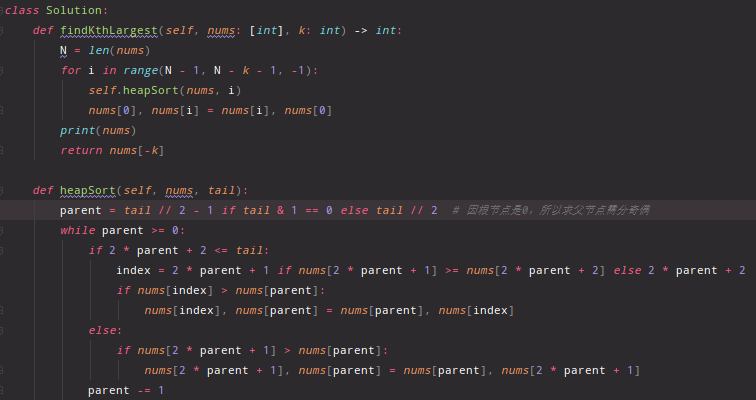 class Solution:
    def findKthLargest(self, nums: [int], k: int) -> int:
        N = len(nums)
        for i in range(N - 1, N - k - 1, -1):
            self.heapSort(nums, i)
            nums[0], nums[i] = nums[i], nums[0]
        print(nums)
        return nums[-k]
    def heapSort(self, nums, tail):
        parent = tail // 2 - 1 if tail & 1 == 0 else tail // 2  # 因根节点是0，所以求父节点需分奇偶
        while parent >= 0:
            if 2 * parent + 2 <= tail:
                index = 2 * parent + 1 if nums[2 * parent + 1] >= nums[2 * parent + 2] else 2 * parent + 2
                if nums[index] > nums[parent]:
                    nums[index], nums[parent] = nums[parent], nums[index]
            else:
                if nums[2 * parent + 1] > nums[parent]:
                    nums[2 * parent + 1], nums[parent] = nums[parent], nums[2 * parent + 1]
            parent -= 1